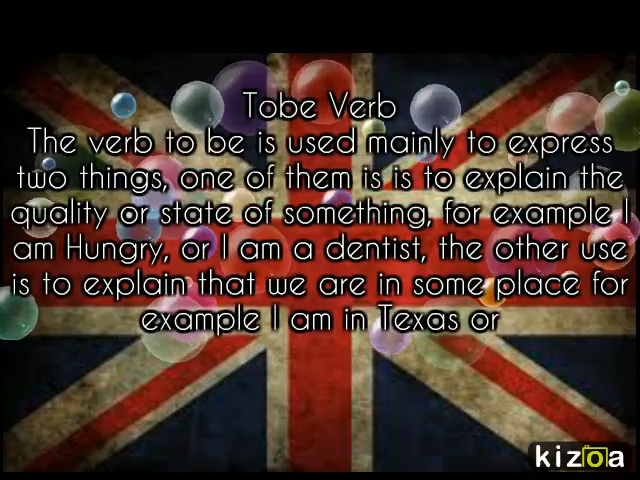 Tobe Verb
The verb to be is used mainly to express
two things, one of them is is to explain the
quality or state of something, for example I
am Hungry, or I am a dentist, the other use
is to explain that we are in some place for
example I am in Texas or
kizoa